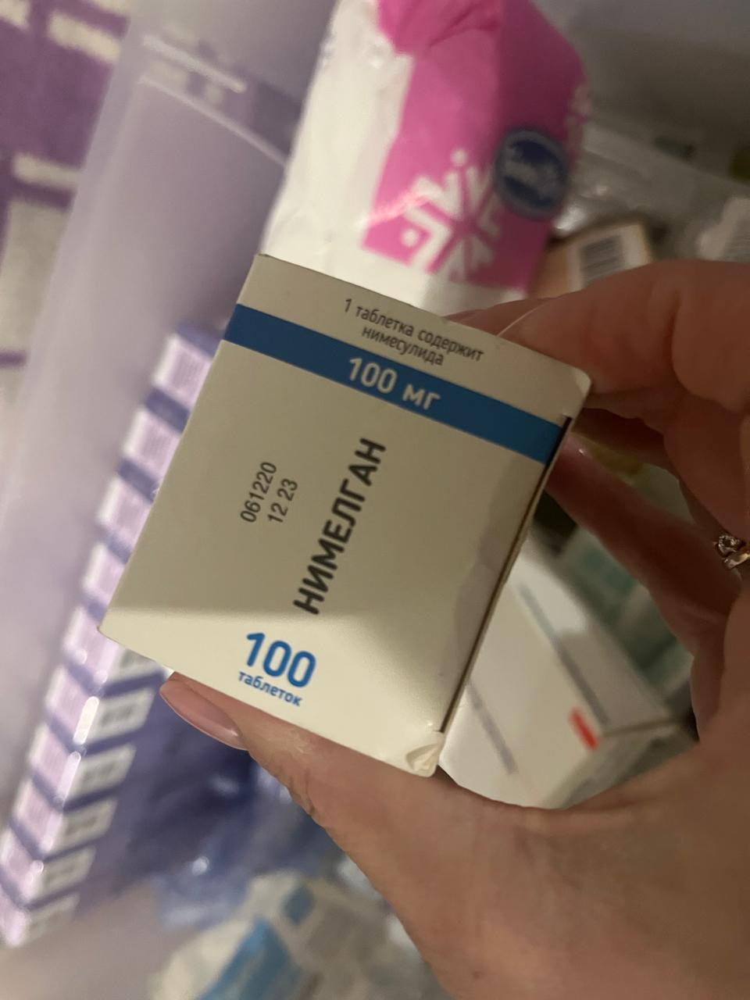 1 таблетка содержит
нимесулида
100 мг
061220
12 23
НИМЕЛГАН
100
таблеток